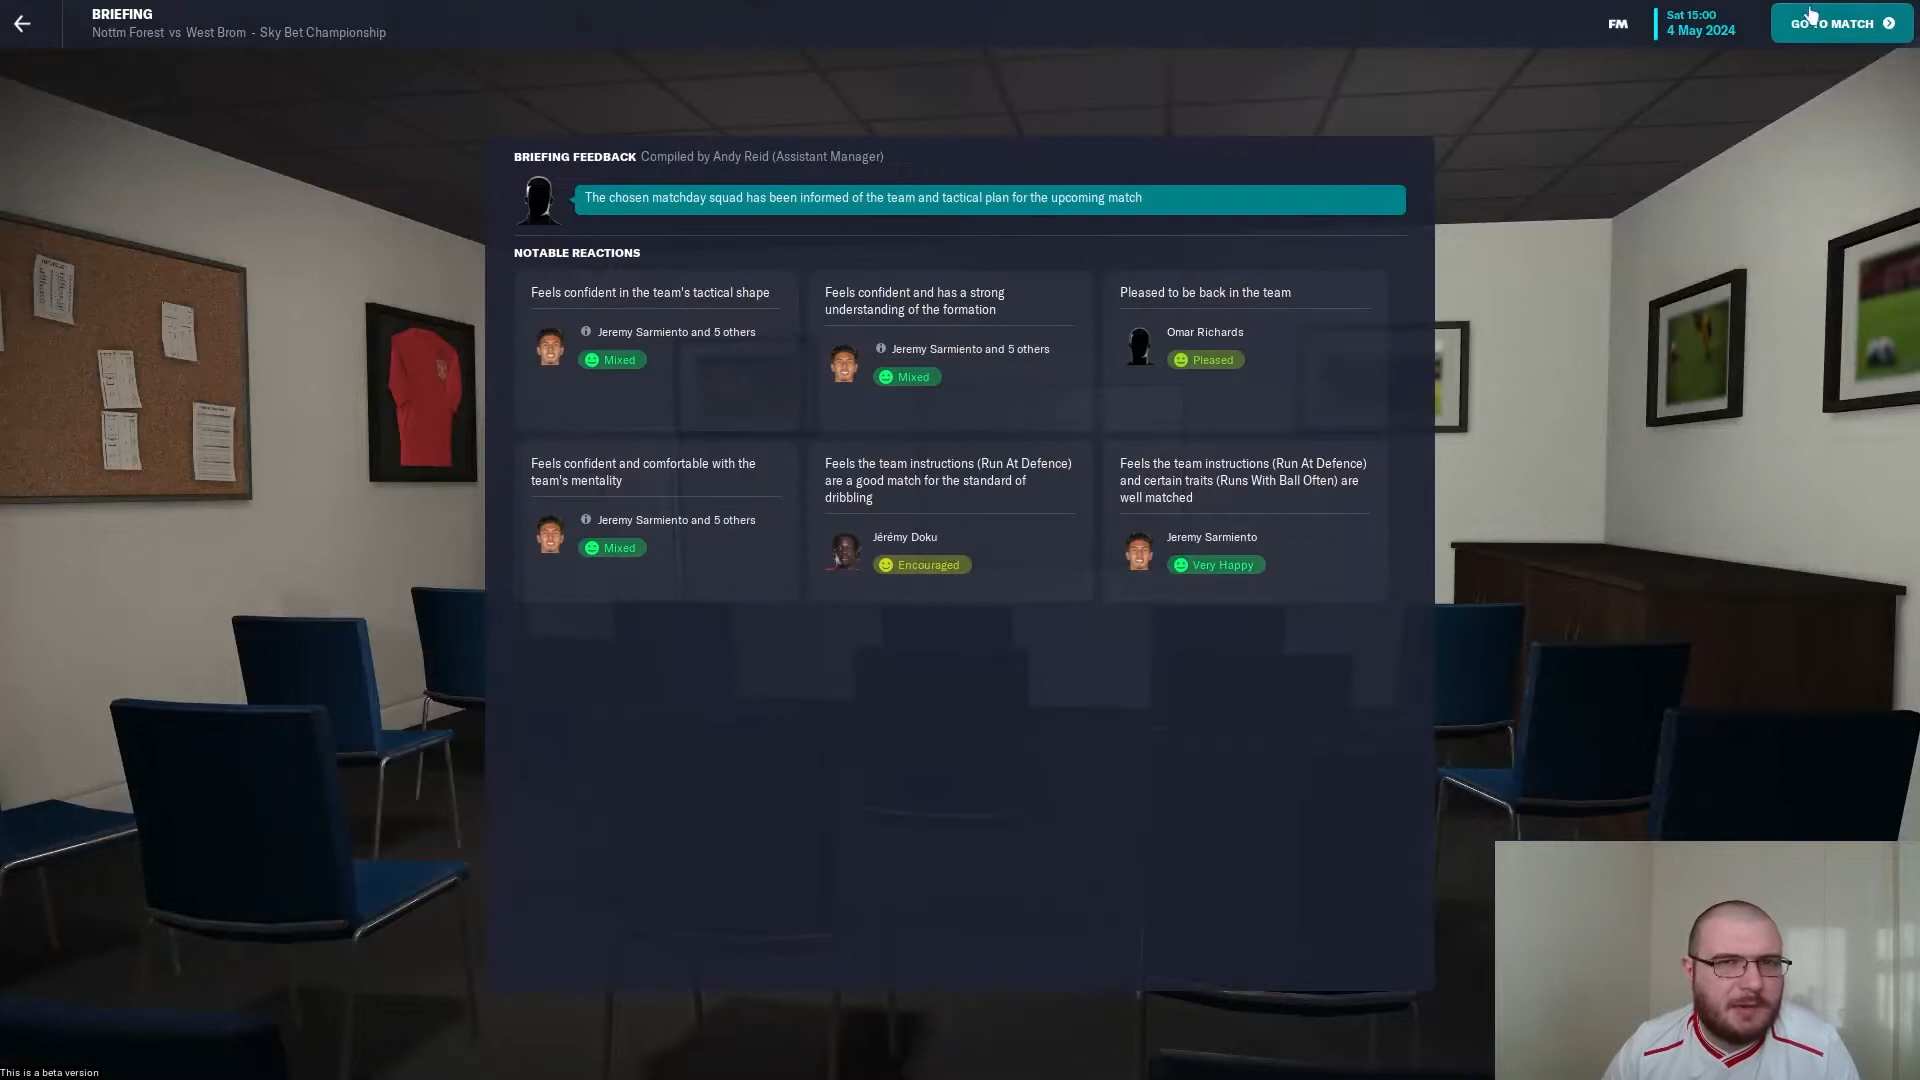 BRIEFING
Nottm Forest vs West Brom - Sky Bet Championship
FM
Sat 15:00
4 May 2024
GO TO MATCH
BRIEFING FEEDBACK Compiled by Andy Reid (Assistant Manager)
The chosen matchday squad has been informed of the team and tactical plan for the upcoming match
NOTABLE REACTIONS
Feels confident in the team's tactical shape
Jeremy Sarmiento and 5 others
Mixed
Feels confident and has a strong
understanding of the formation
Jeremy Sarmiento and 5 others
Mixed
Pleased to be back in the team
Omar Richards
Pleased
Feels confident and comfortable with the
team's mentality
Jeremy Sarmiento and 5 others
Mixed
Feels the team instructions (Run At Defence)
are a good match for the standard of
dribbling
Jérémy Doku
Encouraged
Feels the team instructions (Run At Defence)
and certain traits (Runs With Ball Often) are
well matched
Jeremy Sarmiento
Very Happy
This is a beta version